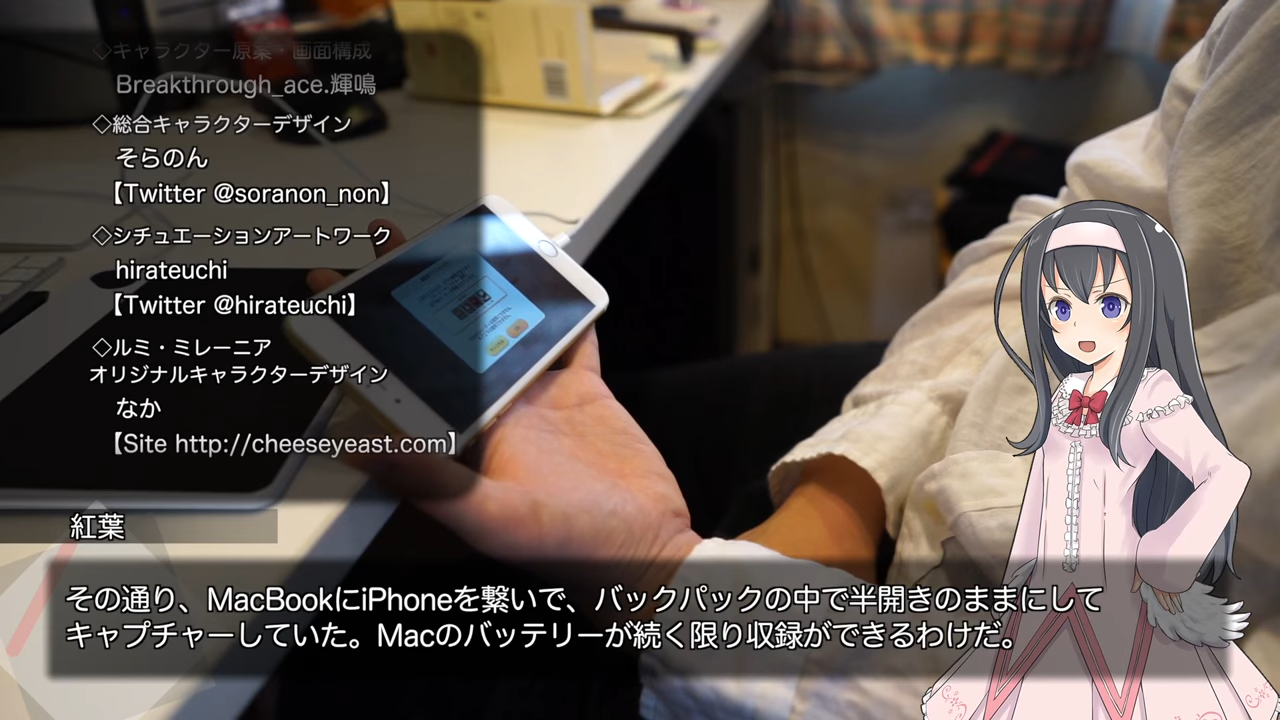 ◇キャラクター原案・画面構成
Breakthrough_ace.輝鳴
◇総合キャラクターデザイン
そらのん
【Twitter @soranon_non】
◇シチュエーションアートワーク
hirateuchi
【Twitter @hirateuchi】
◇ルミ・ミレーニア
オリジナルキャラクターデザイン
なか
【Site http://cheeseyeast.com】
紅葉
その通り、MacBookにiPhoneを繋いで、バックパックの中で半開きのままにして
キャプチャーしていた。Macのバッテリーが続く限り収録ができるわけだ。